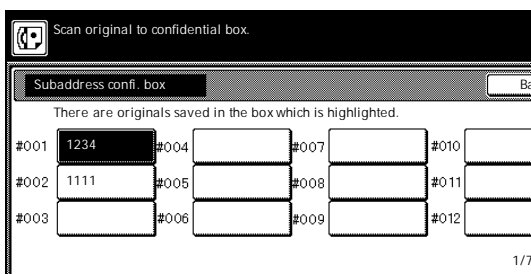 Scan original to confidential box.
Subaddress confi. box Ba
There are originals saved in the box which is highlighted.
#001 1234 #004 #007 #010
#002 1111 #005 #008 #011
#003 #006 #009 #012
1/7